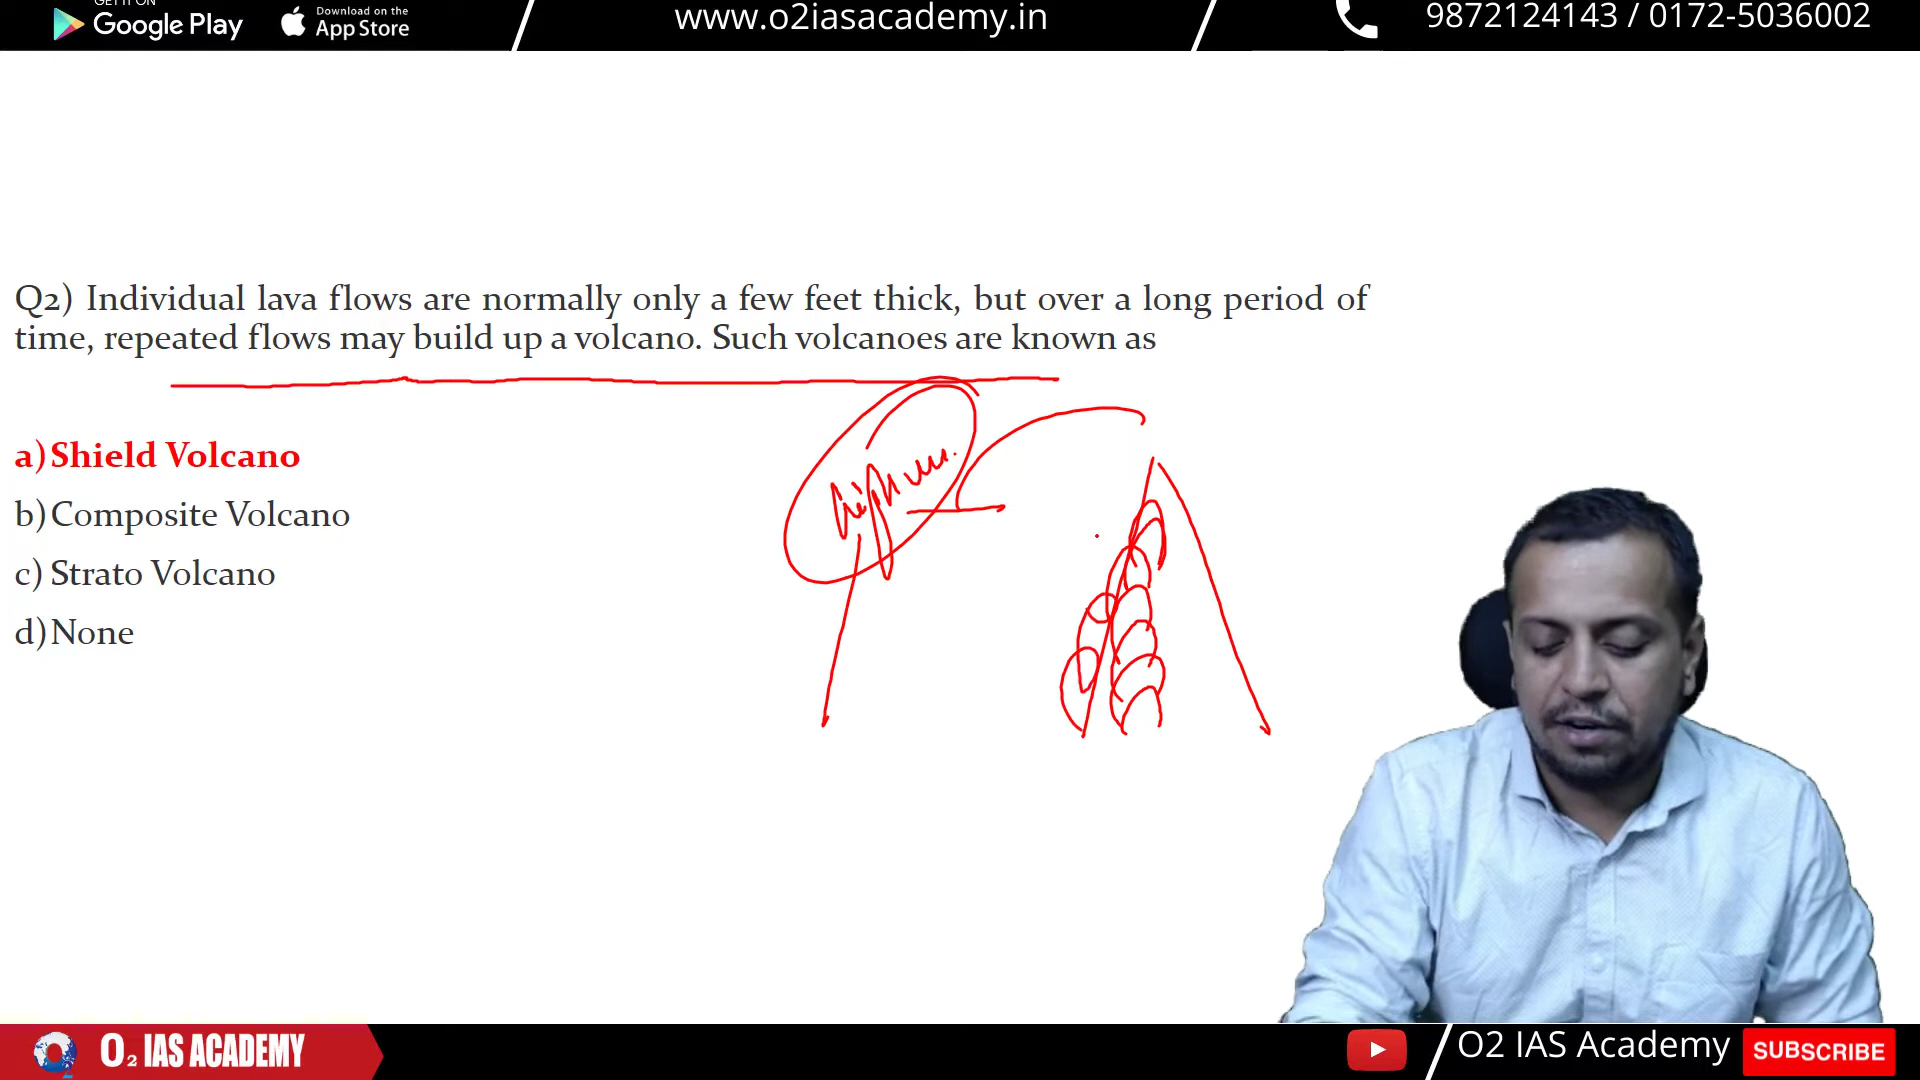 GET IT ON
Google Play
Download on the
App Store
www.o2iasacademy.in
9872124143 / 0172-5036002
Q2) Individual lava flows are normally only a few feet thick, but over a long period of
time, repeated flows may build up a volcano. Such volcanoes are known as
a) Shield Volcano
b) Composite Volcano
c) Strato Volcano
d) None
O2 IAS ACADEMY
O2 IAS Academy
SUBSCRIBE